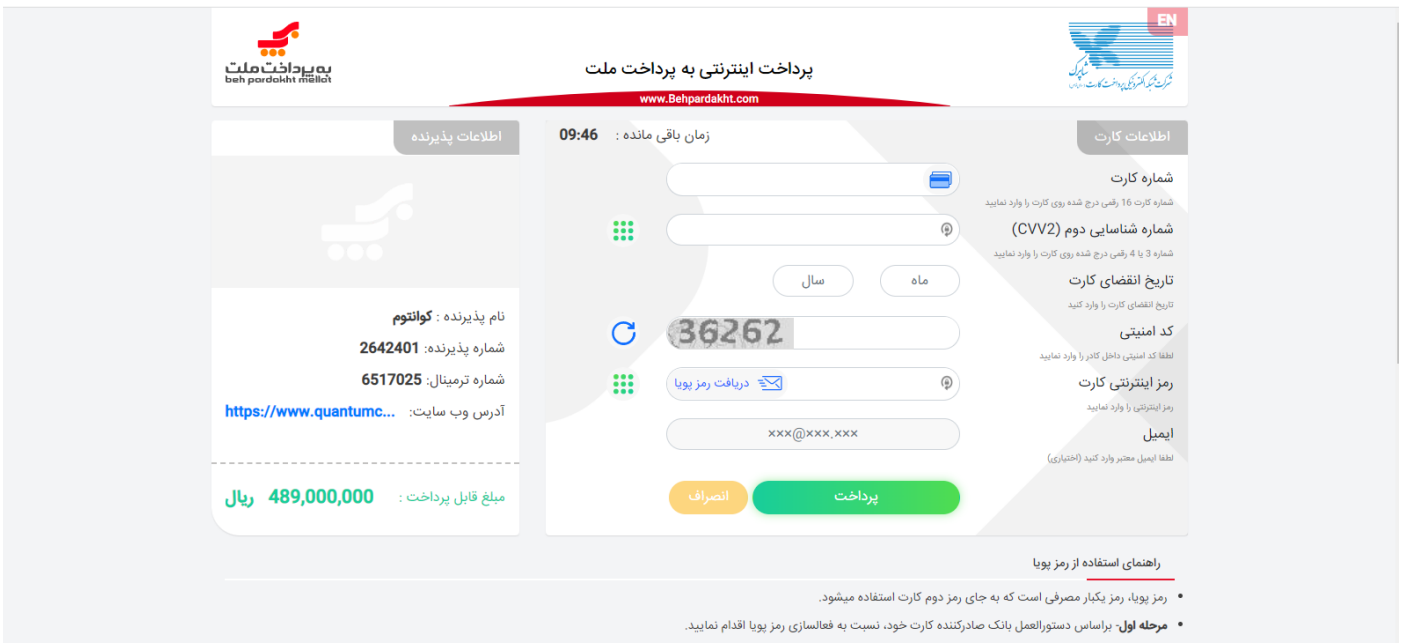 EN
شاپرک
شرکت شبکه الکترونیکی پرداخت کارت
پرداخت اینترنتی به پرداخت ملت
www.Behpardakht.com
به پرداخت ملت
beh pardakht mellat
اطلاعات کارت
زمان باقی مانده : 09:46
شماره کارت
شماره کارت 16 رقمی درج شده روی کارت را وارد نمایید
شماره شناسایی دوم (CVV2)
شماره 3 یا 4 رقمی درج شده روی کارت را وارد نمایید
تاریخ انقضای کارت
ماه
سال
تاریخ انقضای کارت را وارد کنید
کد امنیتی
36262
لطفا کد امنیتی داخل کادر را وارد نمایید
رمز اینترنتی کارت
دریافت رمز پویا
رمز اینترنتی را وارد نمایید
ایمیل
×××@×××.×××
لطفا ایمیل معتبر وارد کنید (اختیاری)
پرداخت
انصراف
اطلاعات پذیرنده
نام پذیرنده : کوانتوم
شماره پذیرنده: 2642401
شماره ترمینال: 6517025
آدرس وب سایت: https://www.quantumc...
مبلغ قابل پرداخت : 489,000,000 ریال
راهنمای استفاده از رمز پویا
• رمز پویا، رمز یکبار مصرفی است که به جای رمز دوم کارت استفاده میشود.
• مرحله اول- براساس دستورالعمل بانک صادرکننده کارت خود، نسبت به فعالسازی رمز پویا اقدام نمایید.